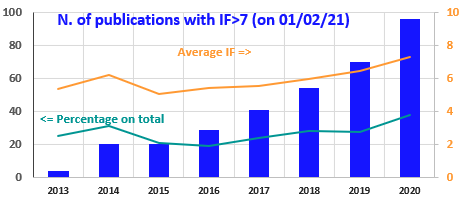 N. of publications with IF>7 (on 01/02/21)
100 10
Average IF =>
80 8
60 6
40 4
<= Percentage on total
20 2
0 0
2013 2014 2015 2016 2017 2018 2019 2020